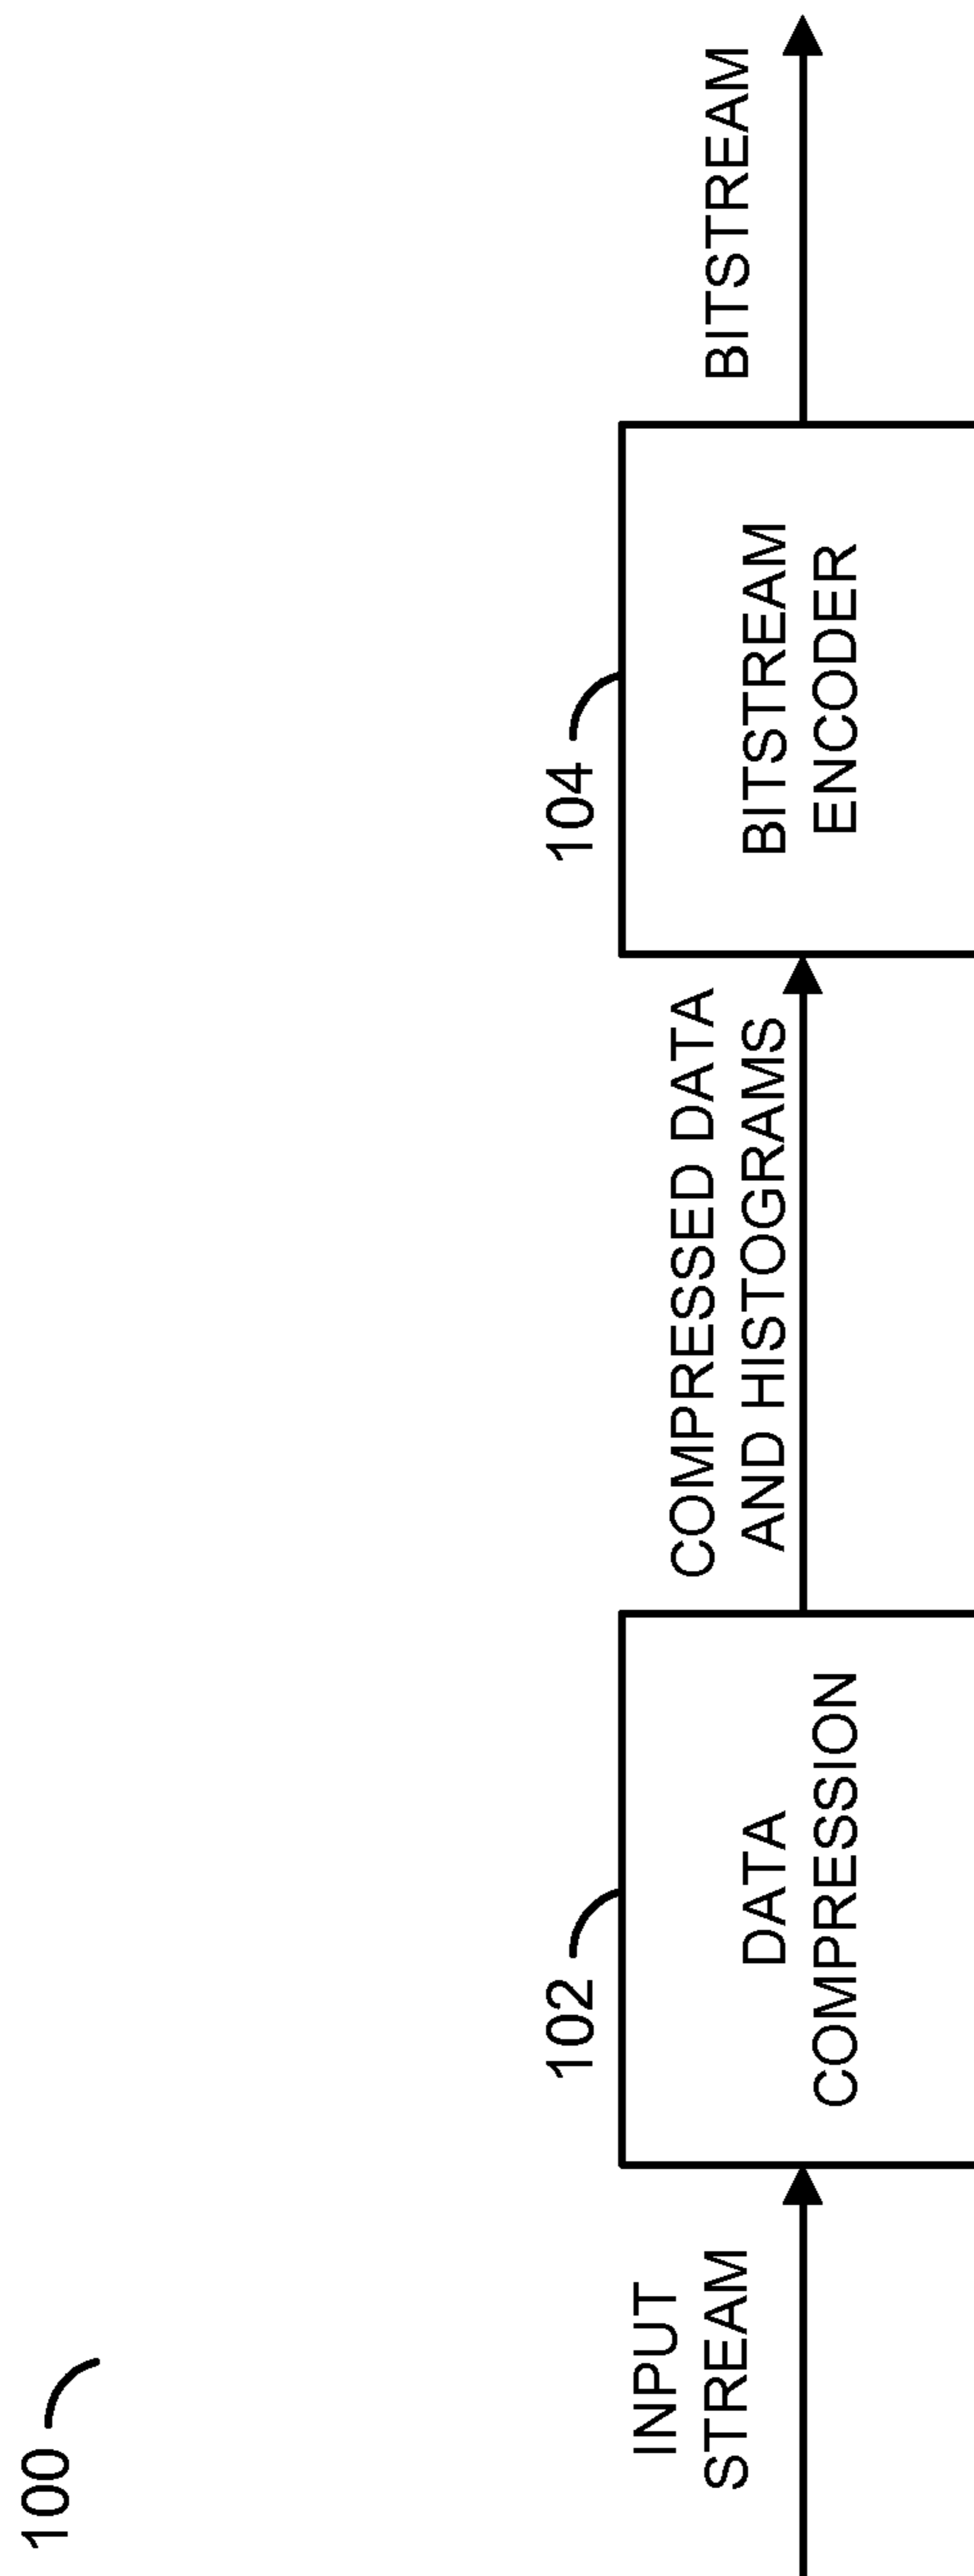 100
INPUT
STREAM
102
DATA
COMPRESSION
COMPRESSED DATA
AND HISTOGRAMS
104
BITSTREAM
ENCODER
BITSTREAM